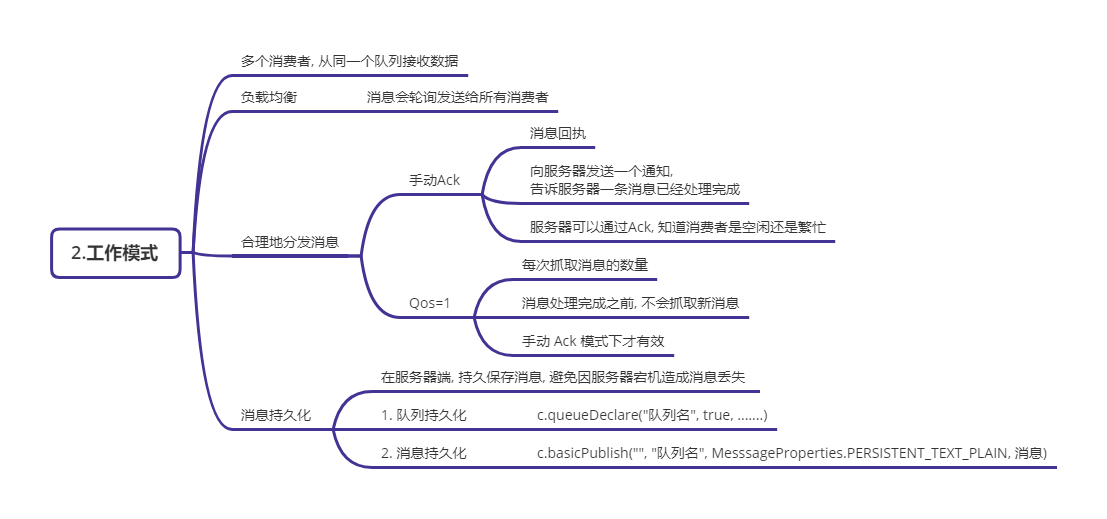 多个消费者, 从同一个队列接收数据
负载均衡 消息会轮询发送给所有消费者
消息回执
手动Ack
向服务器发送一个通知,
告诉服务器一条消息已经处理完成
服务器可以通过Ack, 知道消费者是空闲还是繁忙
2.工作模式
合理地分发消息
每次抓取消息的数量
Qos=1
消息处理完成之前, 不会抓取新消息
手动 Ack 模式下才有效
在服务器端, 持久保存消息, 避免因服务器宕机造成消息丢失
消息持久化
1. 队列持久化 c.queueDeclare("队列名", true, .......)
2. 消息持久化 c.basicPublish("", "队列名", MesssageProperties.PERSISTENT_TEXT_PLAIN, 消息)